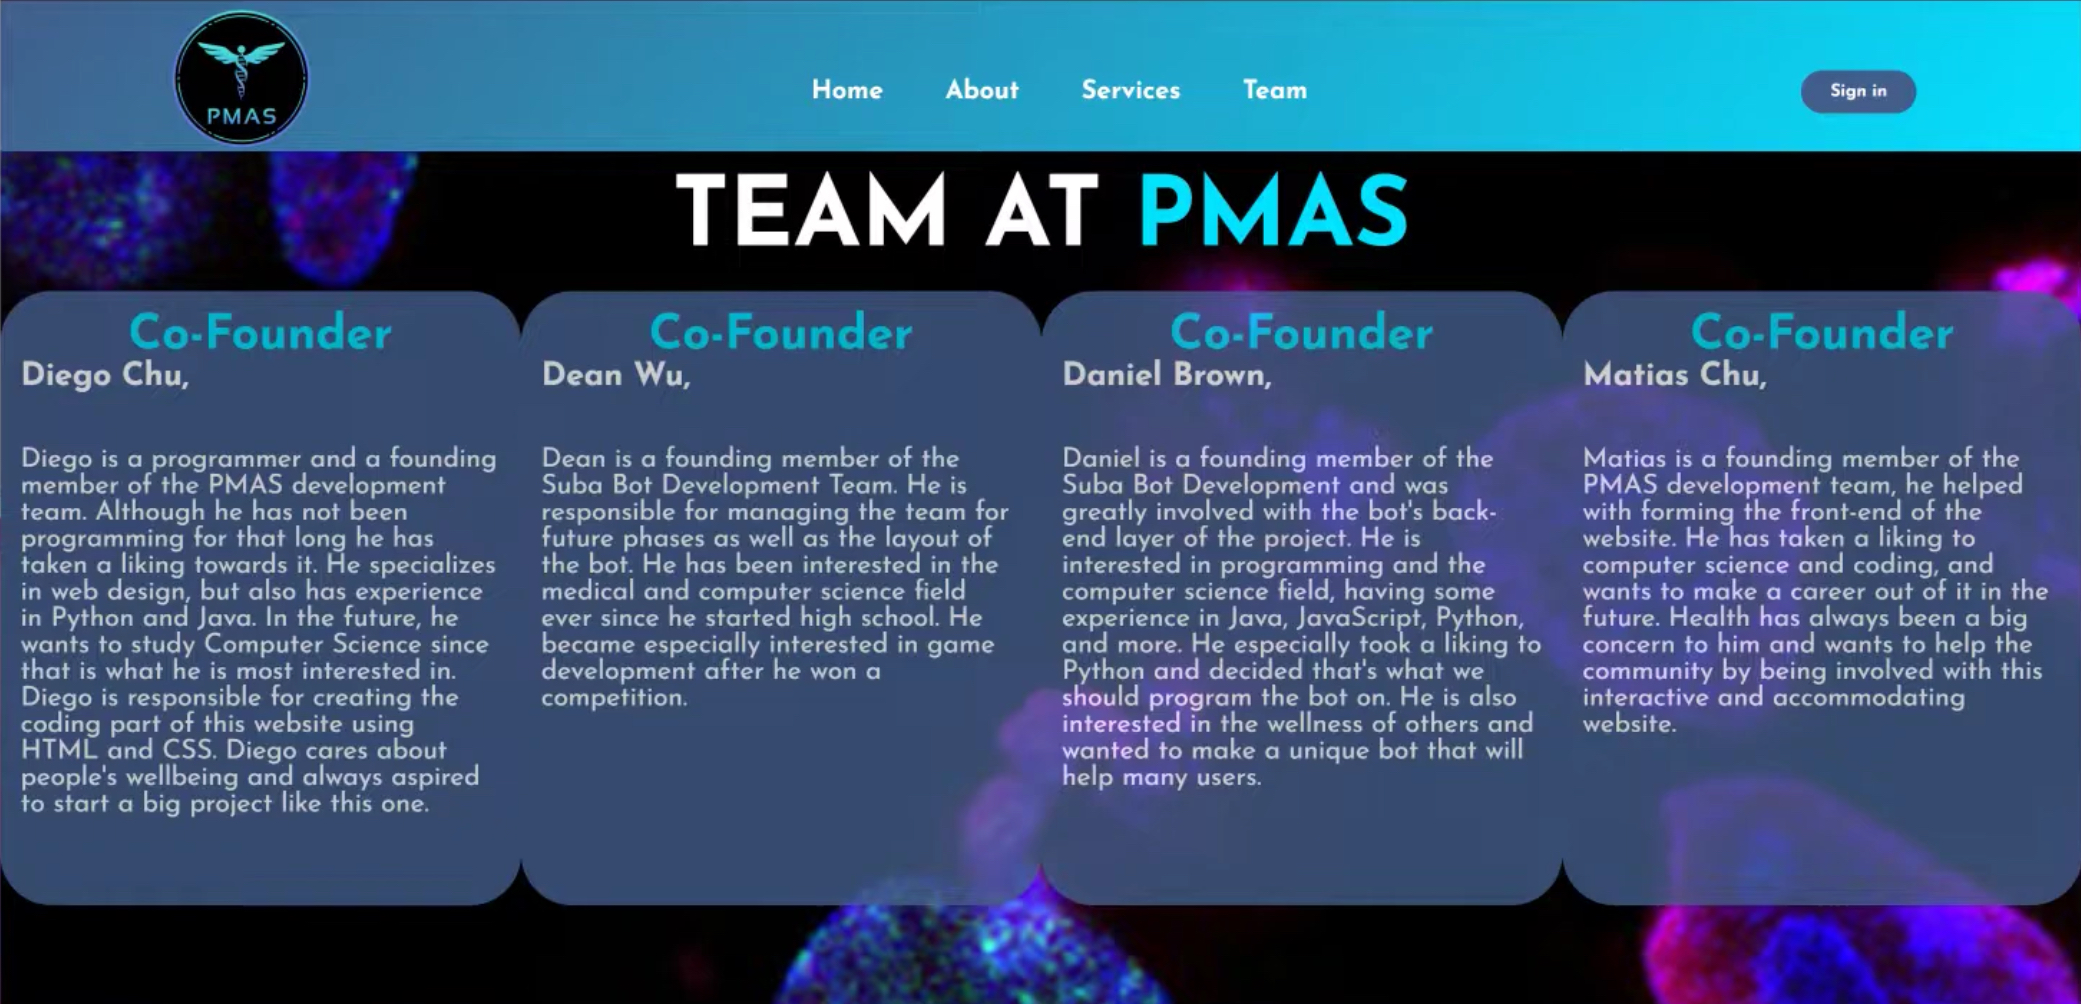 PMAS
Home
About
Services
Team
Sign in
TEAM AT PMAS
Co-Founder
Diego Chu,
Diego is a programmer and a founding
member of the PMAS development
team. Although he has not been
programming for that long he has
taken a liking towards it. He specializes
in web design, but also has experience
in Python and Java. In the future, he
wants to study Computer Science since
that is what he is most interested in.
Diego is responsible for creating the
coding part of this website using
HTML and CSS. Diego cares about
people's wellbeing and always aspired
to start a big project like this one.
Co-Founder
Dean Wu,
Dean is a founding member of the
Suba Bot Development Team. He is
responsible for managing the team for
future phases as well as the layout of
the bot. He has been interested in the
medical and computer science field
ever since he started high school. He
became especially interested in game
development after he won a
competition.
Co-Founder
Daniel Brown,
Daniel is a founding member of the
Suba Bot Development and was
greatly involved with the bot's back-
end layer of the project. He is
interested in programming and the
computer science field, having some
experience in Java, JavaScript, Python,
and more. He especially took a liking to
Python and decided that's what we
should program the bot on. He is also
interested in the wellness of others and
wanted to make a unique bot that will
help many users.
Co-Founder
Matias Chu,
Matias is a founding member of the
PMAS development team, he helped
with forming the front-end of the
website. He has taken a liking to
computer science and coding, and
wants to make a career out of it in the
future. Health has always been a big
concern to him and wants to help the
community by being involved with this
interactive and accommodating
website.